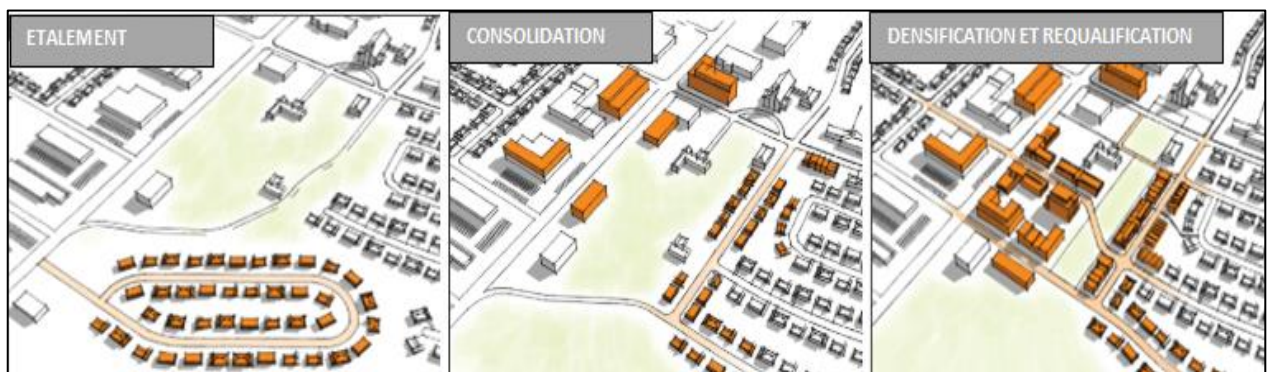 ETALEMENT
CONSOLIDATION
DENSIFICATION ET REQUALIFICATION